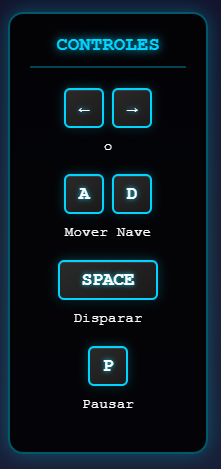 CONTROLES
← →
o
A D
Mover Nave
SPACE
Disparar
P
Pausar